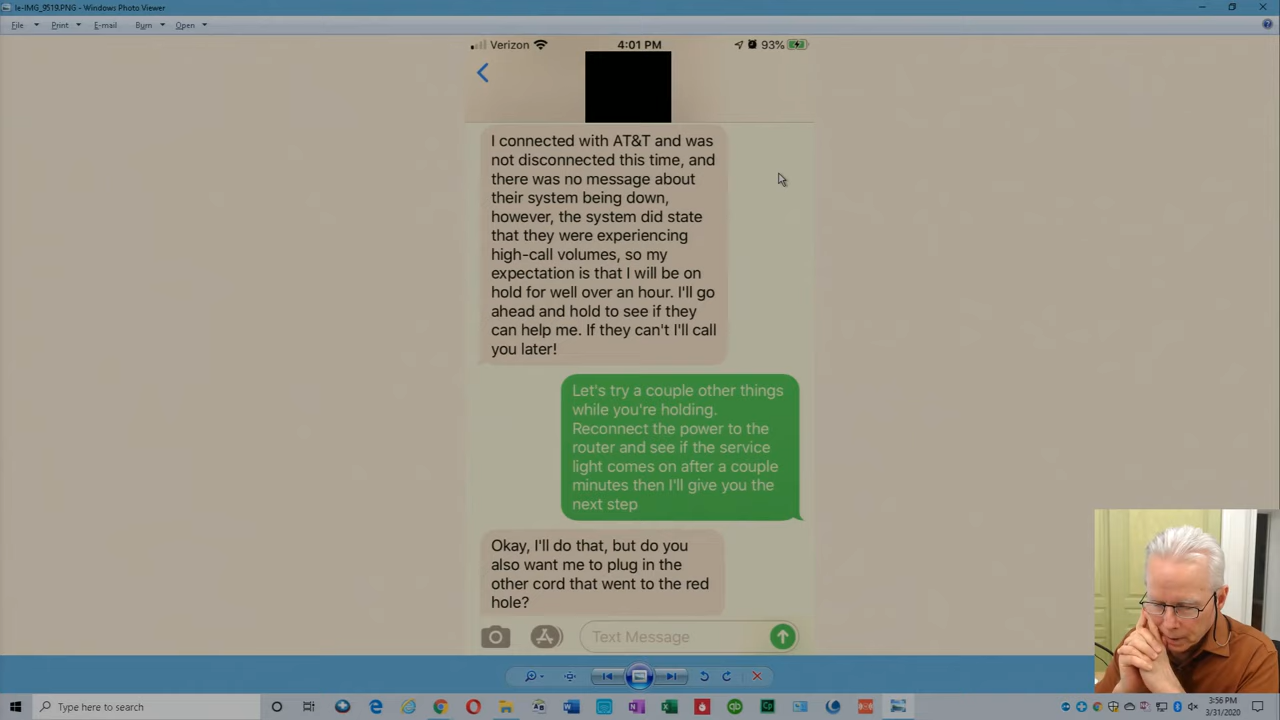 le-IMG_9519.PNG - Windows Photo Viewer
File Print E-mail Burn Open
Verizon 4:01 PM 93%
I connected with AT&T and was
not disconnected this time, and
there was no message about
their system being down,
however, the system did state
that they were experiencing
high-call volumes, so my
expectation is that I will be on
hold for well over an hour. I'll go
ahead and hold to see if they
can help me. If they can't I'll call
you later!
Let's try a couple other things
while you're holding.
Reconnect the power to the
router and see if the service
light comes on after a couple
minutes then I'll give you the
next step
Okay, I'll do that, but do you
also want me to plug in the
other cord that went to the red
hole?
Text Message
Type here to search
3:56 PM
3/31/2020